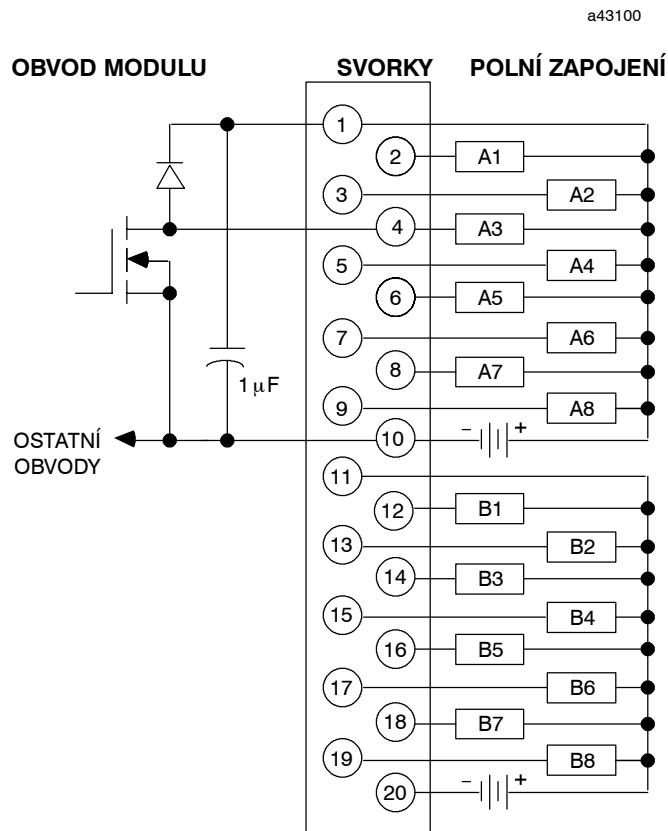 a43100
OBVOD MODULU SVORKY POLNÍ ZAPOJENÍ
1
2 A1
3 A2
4 A3
5 A4
6 A5
7 A6
8 A7
1 µF
9 A8
OSTATNÍ
OBVODY
10 - +
11
12 B1
13 B2
14 B3
15 B4
16 B5
17 B6
18 B7
19 B8
20 - +